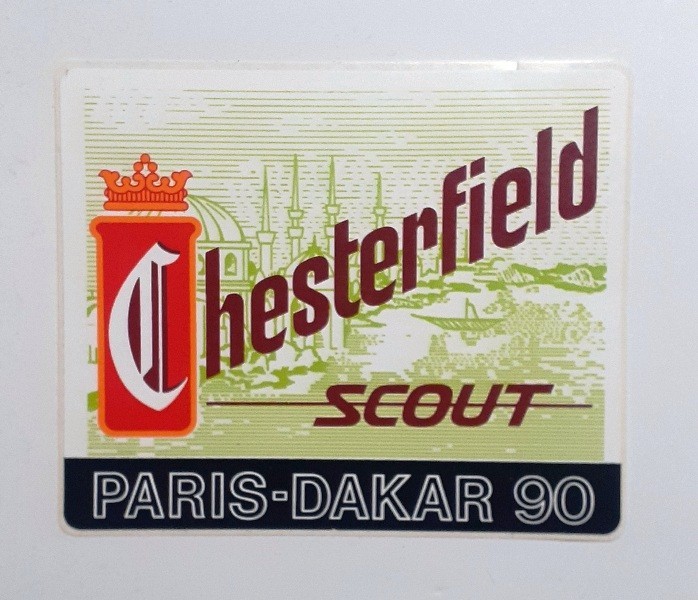 Chesterfield
SCOUT
PARIS-DAKAR 90